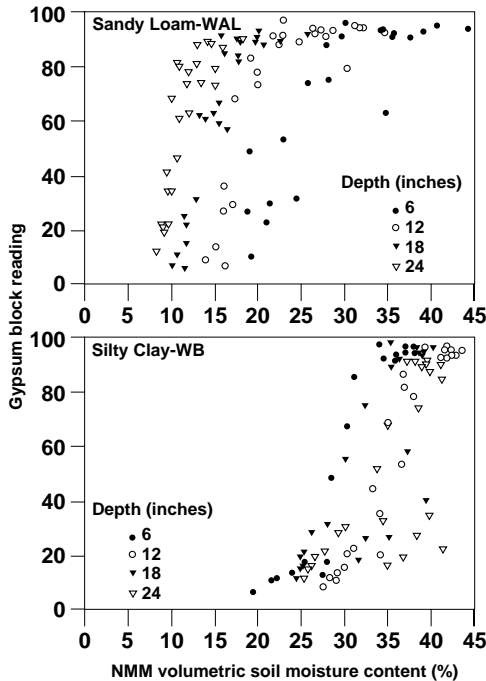 Sandy Loam-WAL
100
80
60
40
20
0
Depth (inches)
6
12
18
24
0 5 10 15 20 25 30 35 40 45
Gypsum block reading
Silty Clay-WB
100
80
60
40
20
0
Depth (inches)
6
12
18
24
0 5 10 15 20 25 30 35 40 45
NMM volumetric soil moisture content (%)